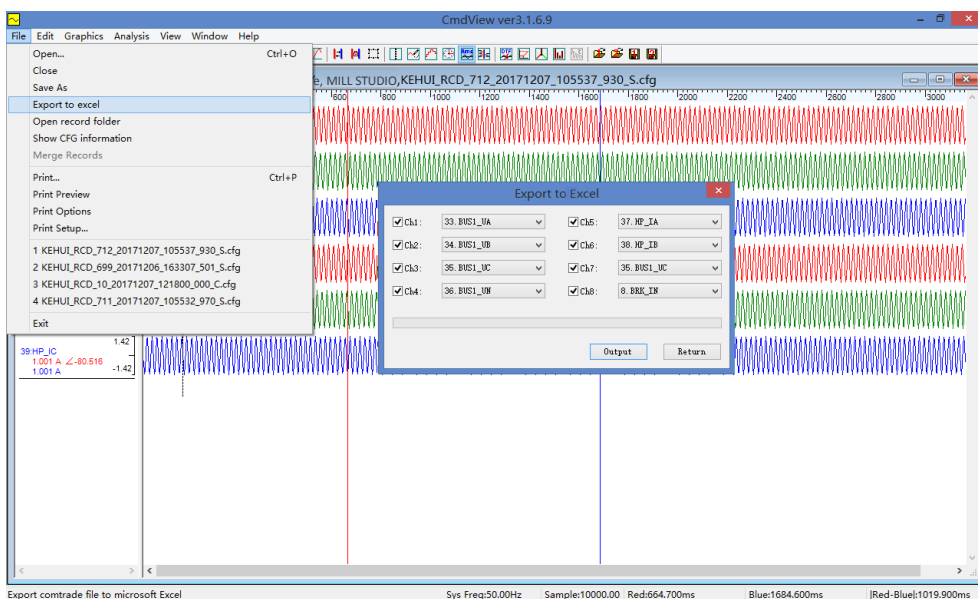 CmdView ver3.1.6.9
File Edit Graphics Analysis View Window Help
Open... Ctrl+O
Close
Save As
Export to excel
Open record folder
Show CFG information
Merge Records
Print... Ctrl+P
Print Preview
Print Options
Print Setup...
1 KEHUI_RCD_712_20171207_105537_930_S.cfg
2 KEHUI_RCD_699_20171206_163307_501_S.cfg
3 KEHUI_RCD_10_20171207_121800_000_C.cfg
4 KEHUI_RCD_711_20171207_105532_970_S.cfg
Exit
MILL STUDIO,KEHUI_RCD_712_20171207_105537_930_S.cfg
600 800 1000 1200 1400 1600 1800 2000 2200 2400 2600 2800 3000
Export to Excel
Ch1: 33.BUS1_UA Ch5: 37.HP_IA
Ch2: 34.BUS1_UB Ch6: 38.HP_IB
Ch3: 35.BUS1_UC Ch7: 35.BUS1_UC
Ch4: 36.BUS1_UN Ch8: 8.BRK_IN
Output Return
1.42
39:HP_IC
1.001 A ∠-80.516
1.001 A -1.42
Export comtrade file to microsoft Excel Sys Freq:50.00Hz Sample:10000.00 Red:664.700ms Blue:1684.600ms |Red-Blue|:1019.900ms